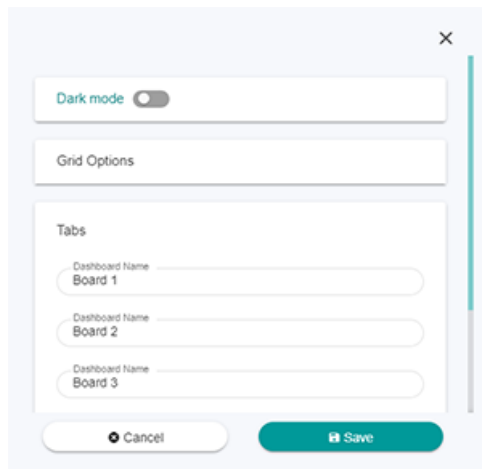 Dark mode
Grid Options
Tabs
Dashboard Name
Board 1
Dashboard Name
Board 2
Dashboard Name
Board 3
Cancel
Save